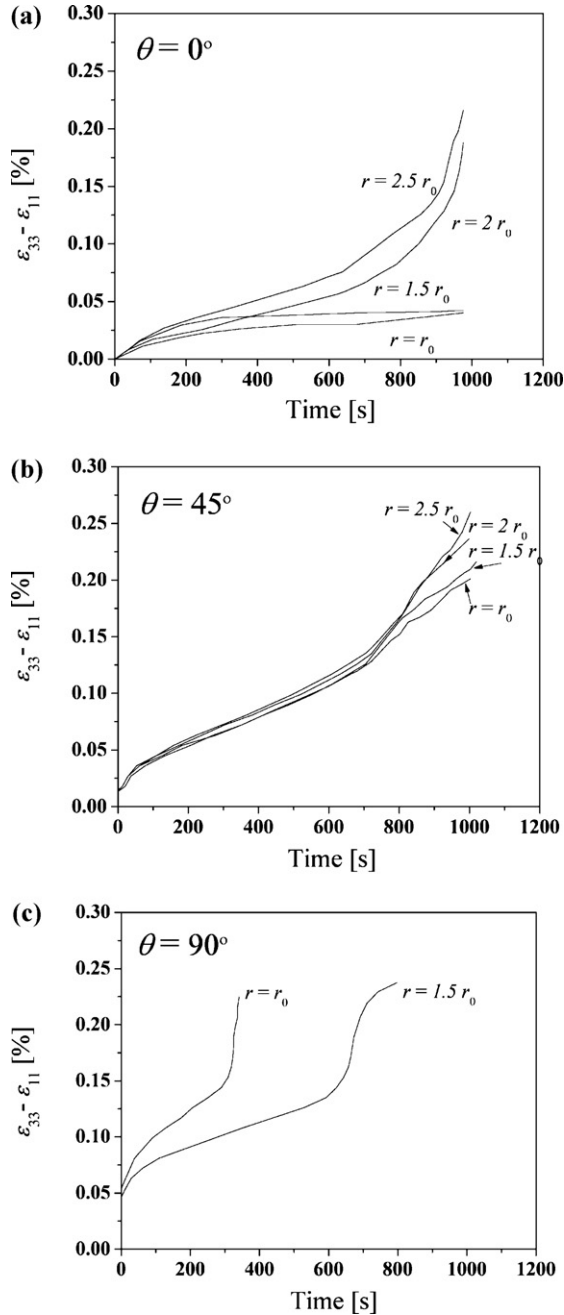 (a)
0.30
θ = 0°
0.25
0.20
0.15
0.10
0.05
0.00
ε33 - ε11 [%]
r = 2.5 r0
r = 2 r0
r = 1.5 r0
r = r0
0 200 400 600 800 1000 1200
Time [s]
(b)
0.30
θ = 45°
0.25
0.20
0.15
0.10
0.05
0.00
ε33 - ε11 [%]
r = 2.5 r0
r = 2 r0
r = 1.5 r0
r = r0
0 200 400 600 800 1000 1200
Time [s]
(c)
0.30
θ = 90°
0.25
0.20
0.15
0.10
0.05
0.00
ε33 - ε11 [%]
r = r0
r = 1.5 r0
0 200 400 600 800 1000 1200
Time [s]